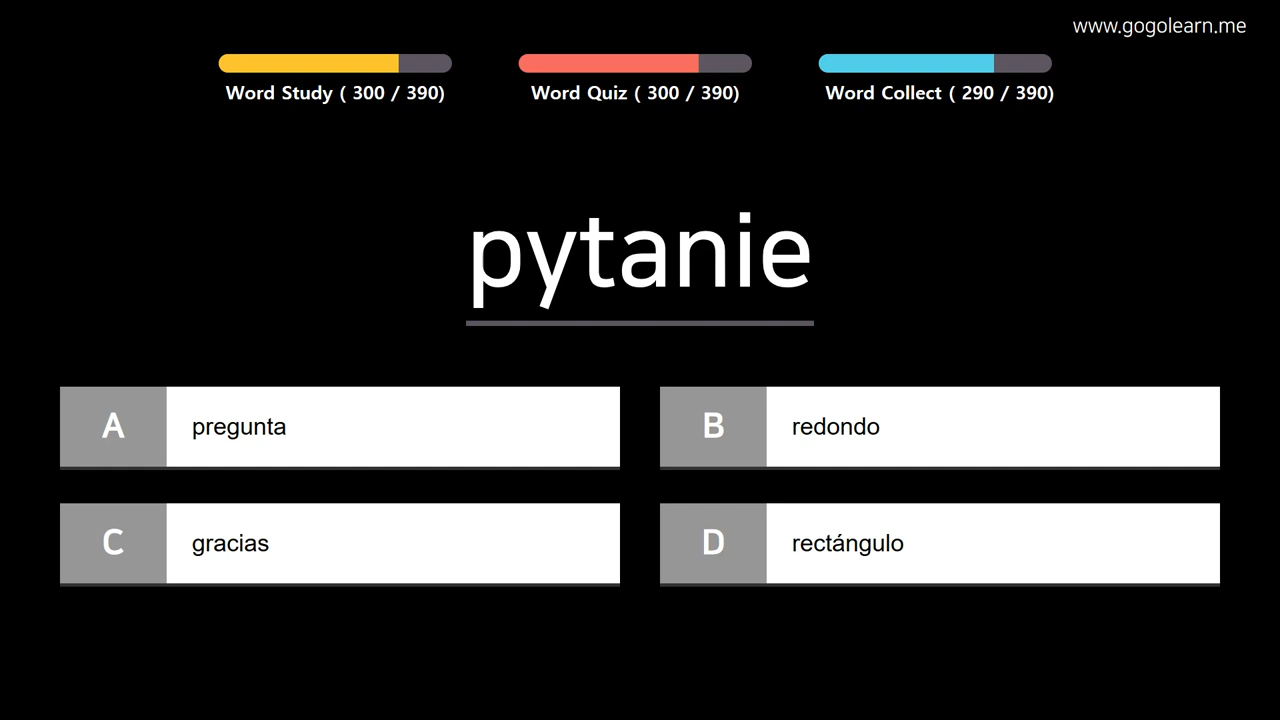 www.gogolearn.me
Word Study ( 300 / 390)
Word Quiz ( 300 / 390)
Word Collect ( 290 / 390)
pytanie
A pregunta
B redondo
C gracias
D rectángulo